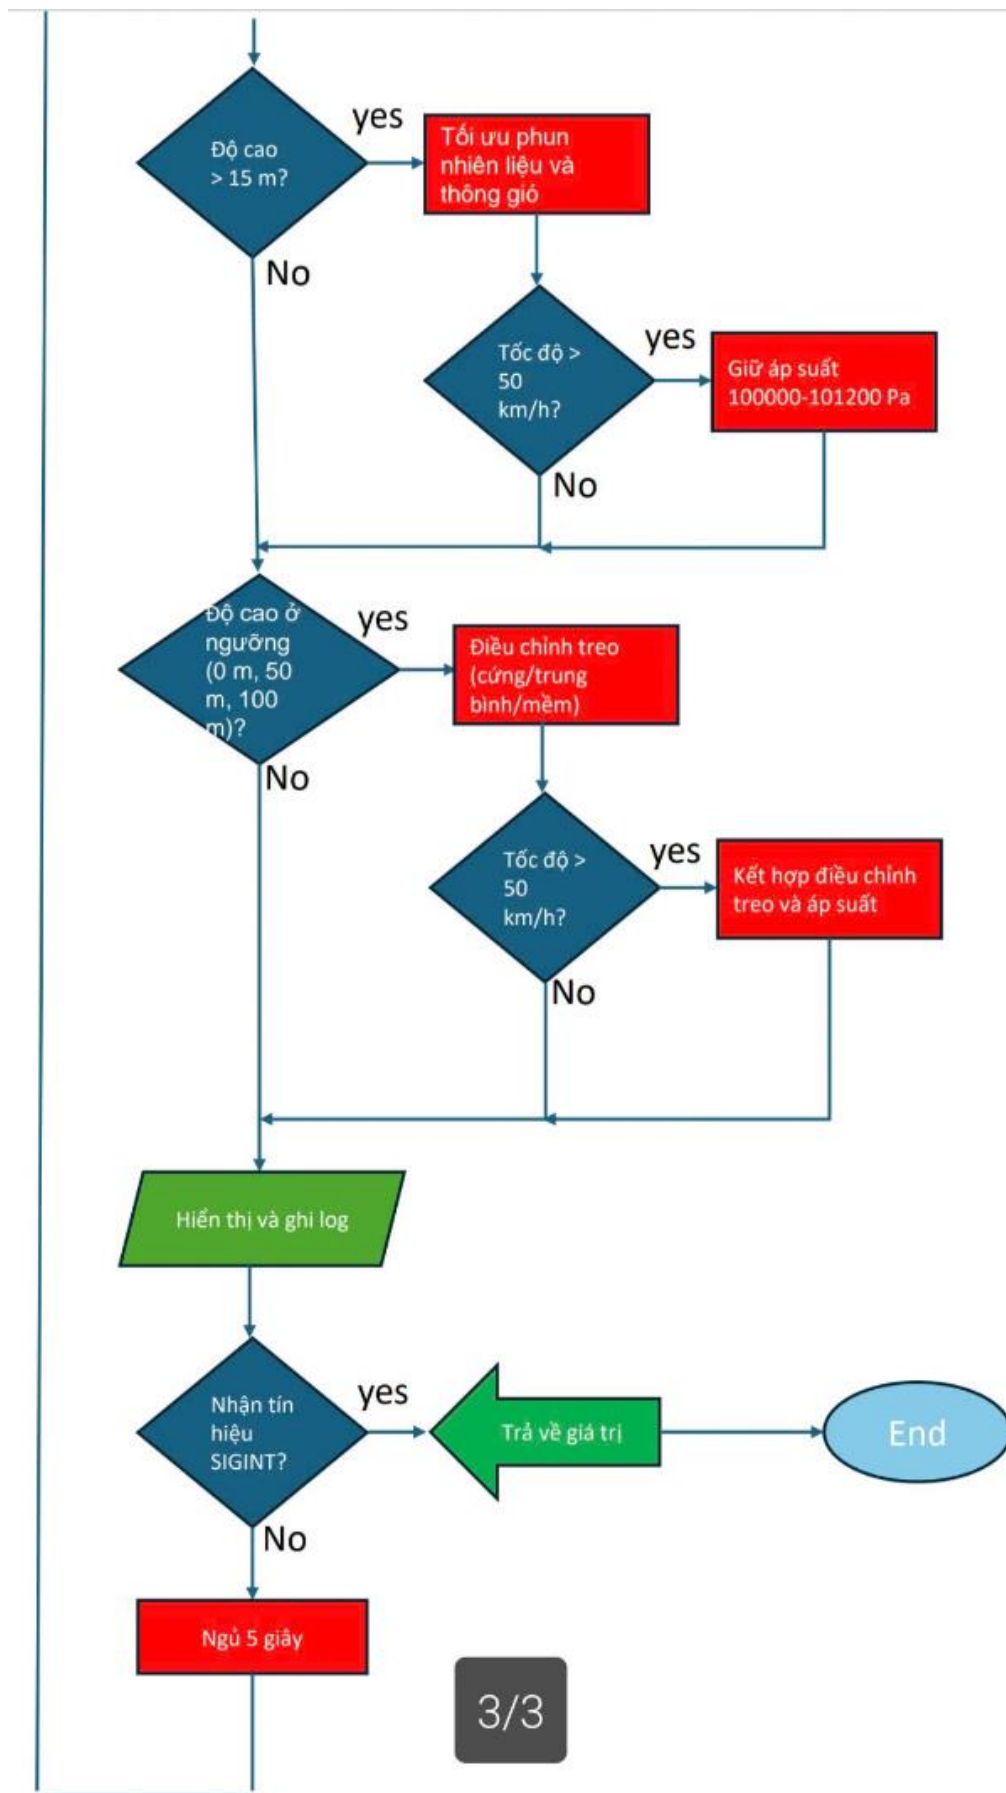 Độ cao
> 15 m?
yes
Tối ưu phun
nhiên liệu và
thông gió
No
Tốc độ >
50
km/h?
yes
Giữ áp suất
100000-101200 Pa
No
Độ cao ở
ngưỡng
(0 m, 50
m, 100
m)?
yes
Điều chỉnh treo
(cứng/trung
bình/mềm)
No
Tốc độ >
50
km/h?
yes
Kết hợp điều chỉnh
treo và áp suất
No
Hiển thị và ghi log
Nhận tín
hiệu
SIGINT?
yes
Trả về giá trị
End
No
Ngủ 5 giây
3/3